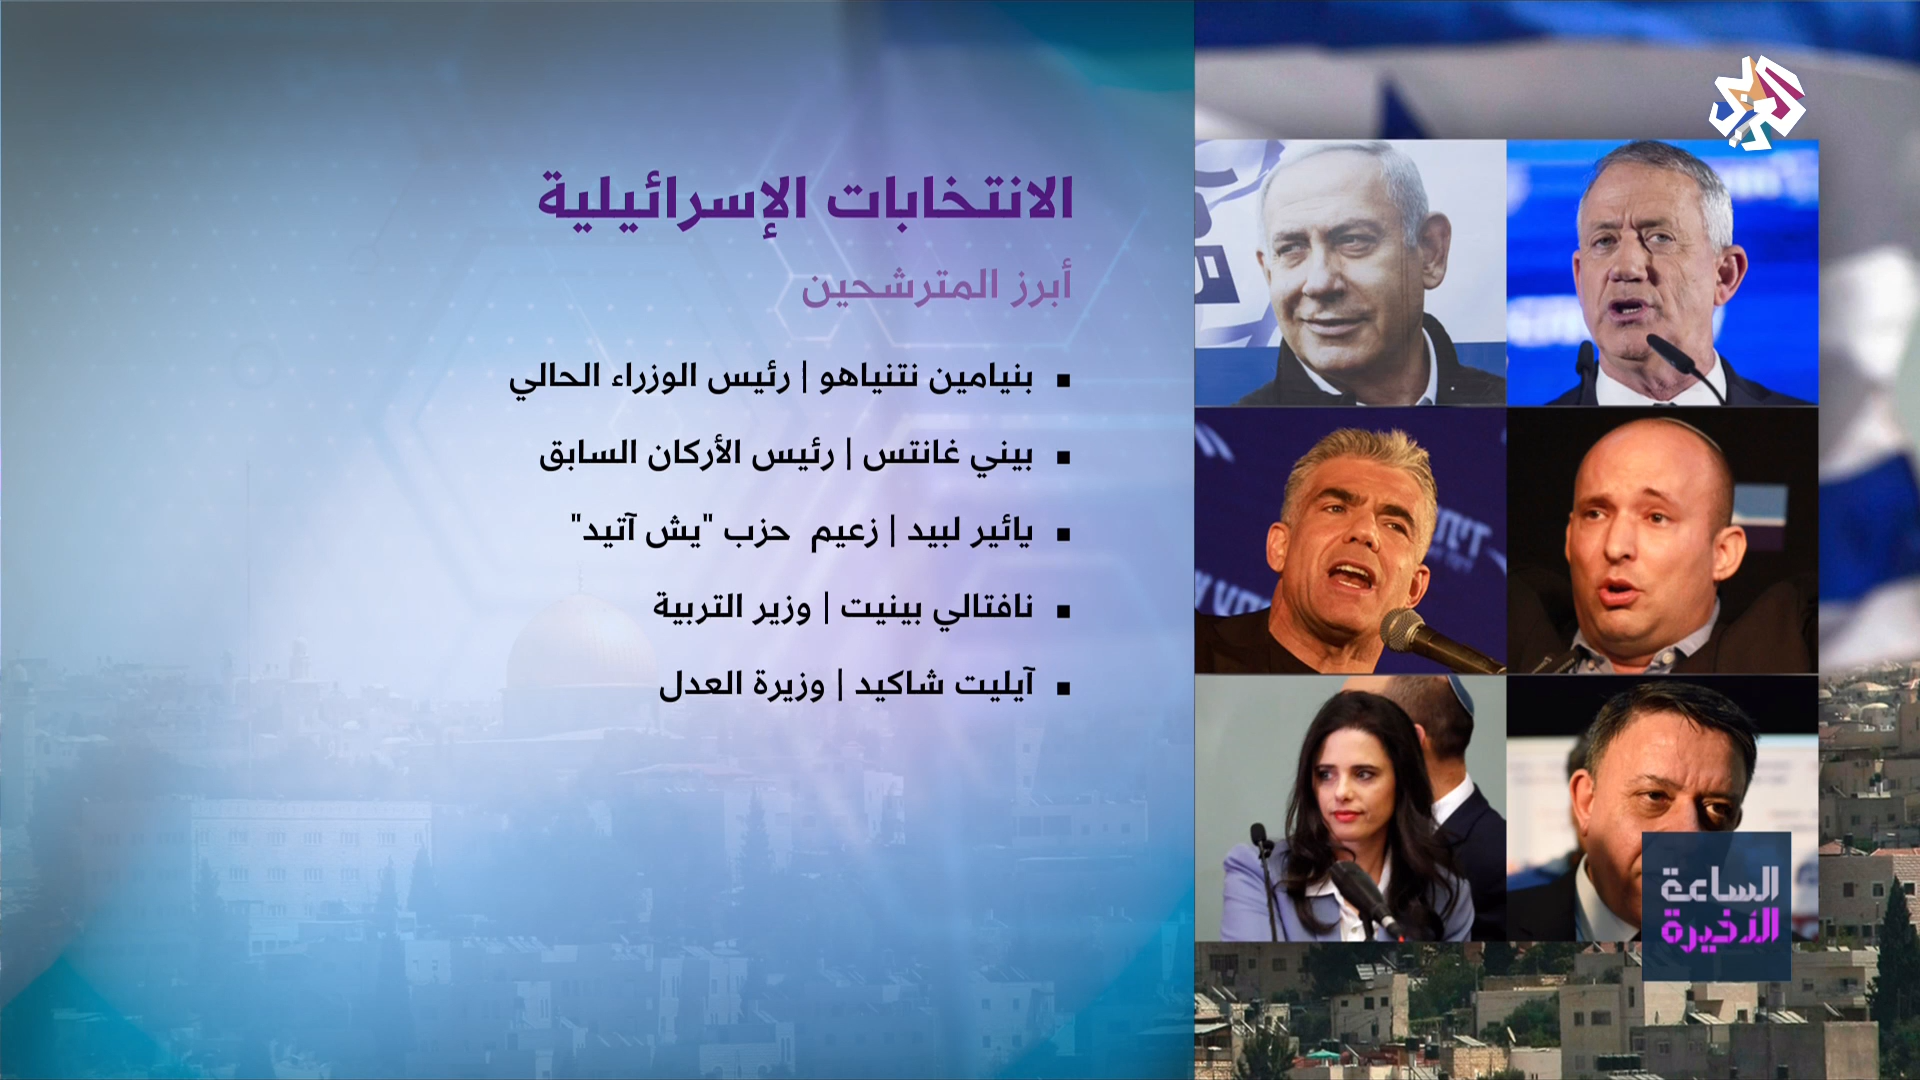 الانتخابات الإسرائيلية
أبرز المترشحين
▪ بنيامين نتنياهو | رئيس الوزراء الحالي
▪ بيني غانتس | رئيس الأركان السابق
▪ يائير لبيد | زعيم  حزب "يش آتيد"
▪ نافتالي بينيت | وزير التربية
▪ آيليت شاكيد | وزيرة العدل
العربي
الساعة
الأخيرة